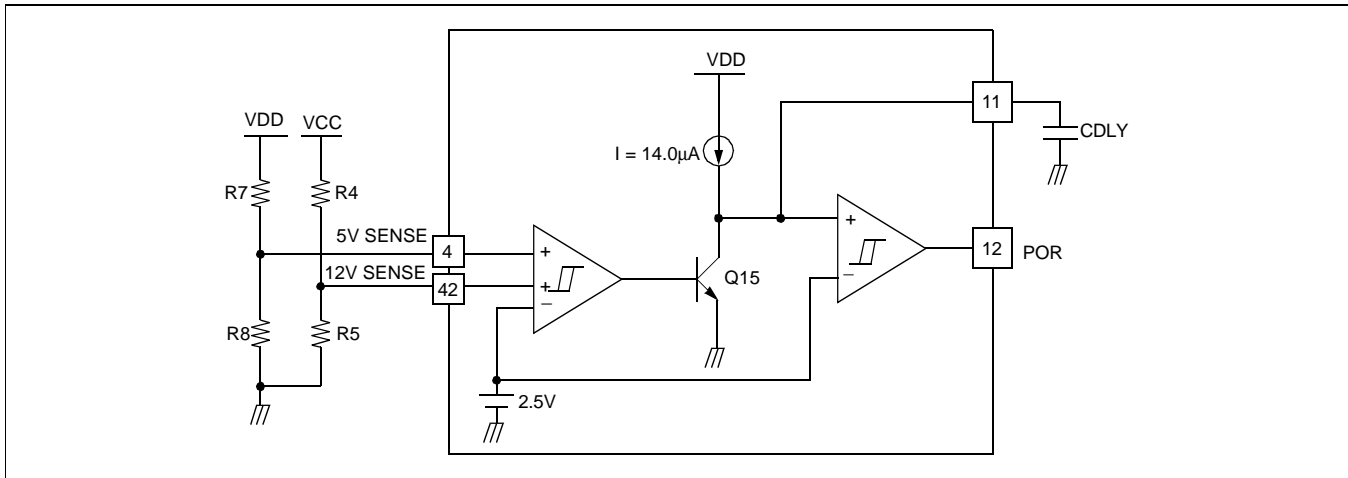 VDD
I = 14.0µA
11
CDLY
VDD VCC
R7 R4
5V SENSE 4
12V SENSE 42
+
+
−
Q15
+
−
12 POR
R8 R5
2.5V